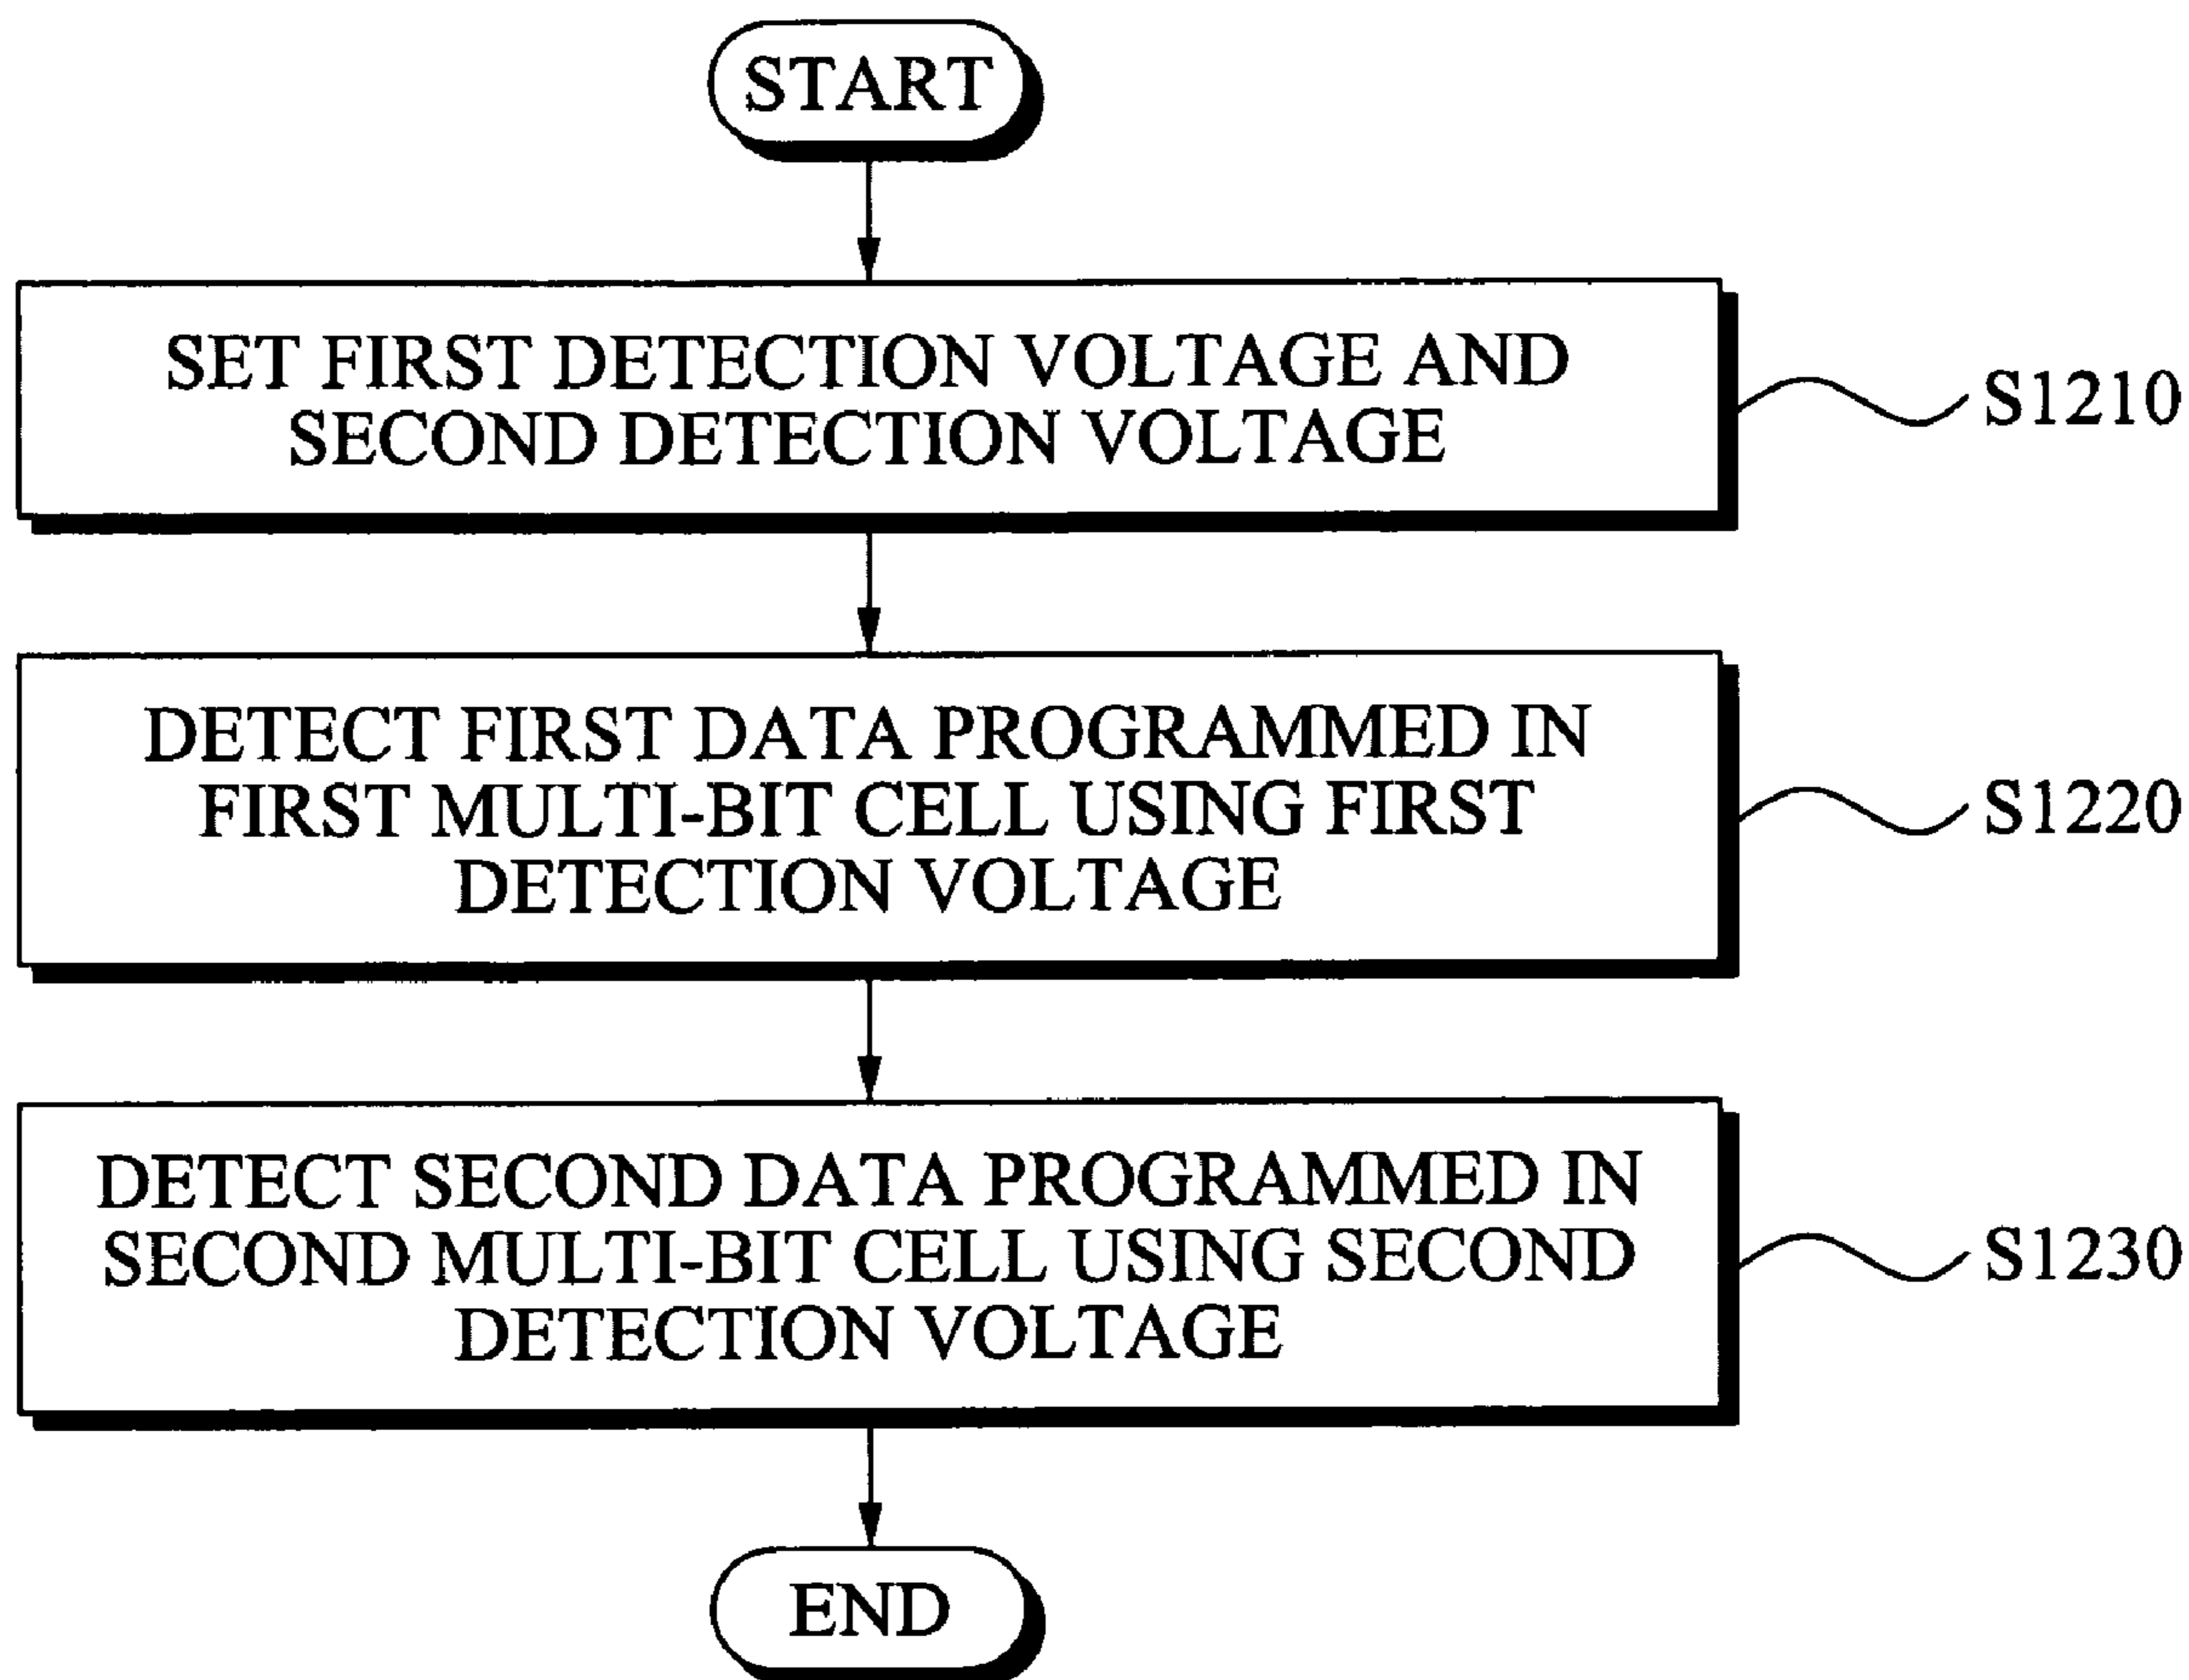 START
SET FIRST DETECTION VOLTAGE AND
SECOND DETECTION VOLTAGE
S1210
DETECT FIRST DATA PROGRAMMED IN
FIRST MULTI-BIT CELL USING FIRST
DETECTION VOLTAGE
S1220
DETECT SECOND DATA PROGRAMMED IN
SECOND MULTI-BIT CELL USING SECOND
DETECTION VOLTAGE
S1230
END